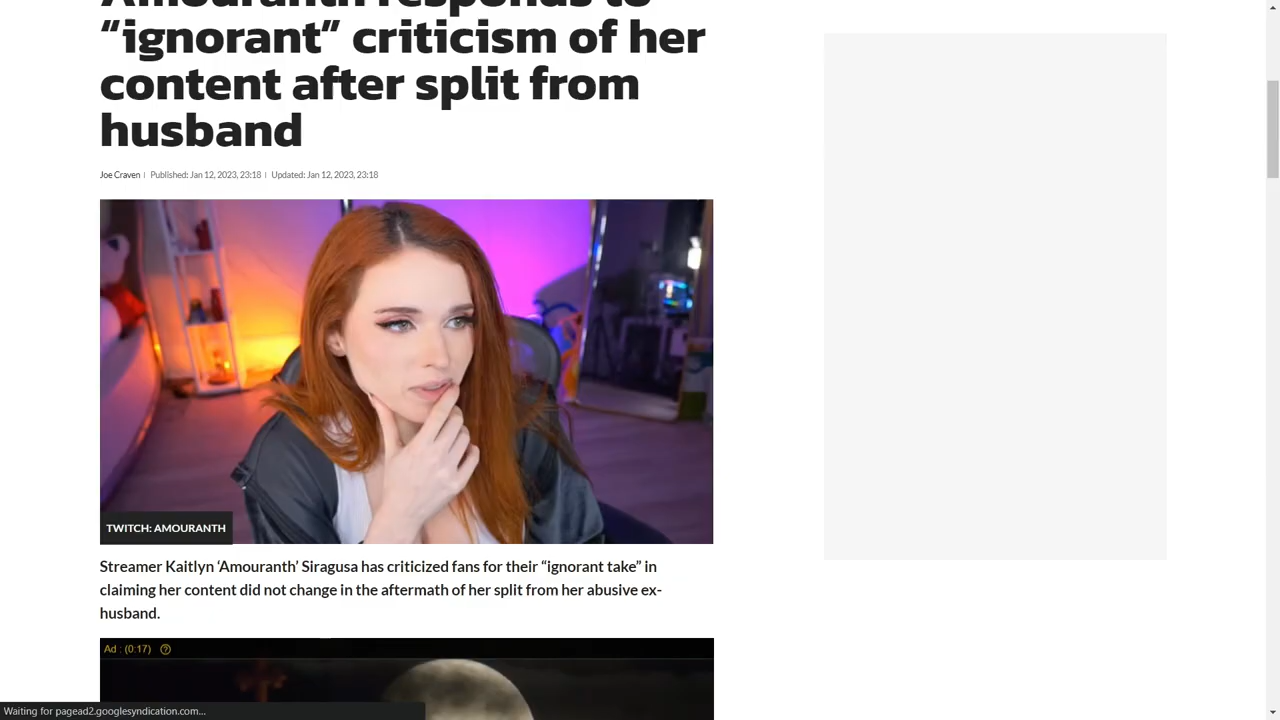 Amouranth responds to
“ignorant” criticism of her
content after split from
husband
Joe Craven | Published: Jan 12, 2023, 23:18 | Updated: Jan 12, 2023, 23:18
TWITCH: AMOURANTH
Streamer Kaitlyn ‘Amouranth’ Siragusa has criticized fans for their “ignorant take” in
claiming her content did not change in the aftermath of her split from her abusive ex-
husband.
Ad : (0:17)
Waiting for pagead2.googlesyndication.com...